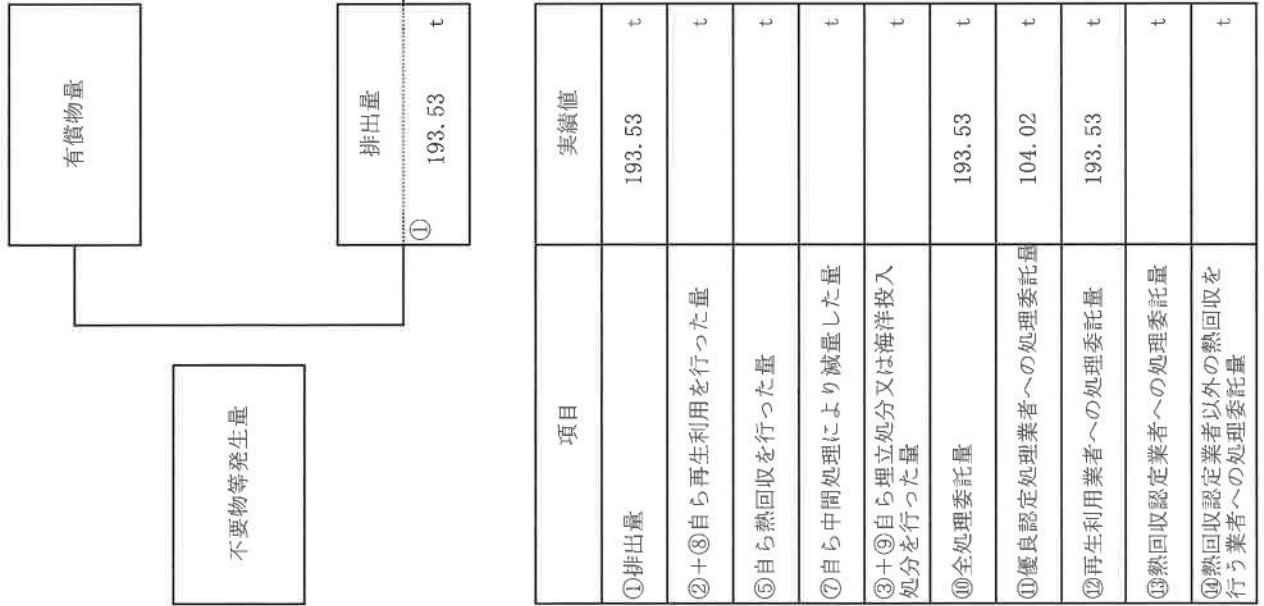 不要物等発生量
有償物量
排出量
① 193.53 t
項目 実績値
①排出量 193.53 t
②+⑧自ら再生利用を行った量 t
⑤自ら熱回収を行った量 t
⑦自ら中間処理により減量した量 t
③+⑨自ら埋立処分又は海洋投入
処分を行った量 t
⑩全処理委託量 193.53 t
⑪優良認定処理業者への処理委託量 104.02 t
⑫再生利用業者への処理委託量 193.53 t
⑬熱回収認定業者への処理委託量 t
⑭熱回収認定業者以外の熱回収を
行う業者への処理委託量 t